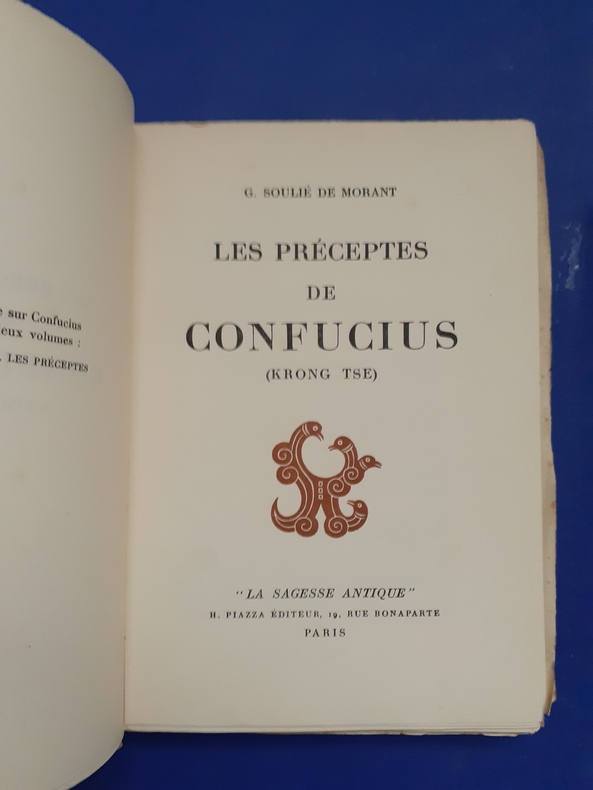 e sur Confucius
eux volumes :
. LES PRÉCEPTES
G. SOULIÉ DE MORANT
LES PRÉCEPTES
DE
CONFUCIUS
(KRONG TSE)
"LA SAGESSE ANTIQUE"
H. PIAZZA ÉDITEUR, 19, RUE BONAPARTE
PARIS